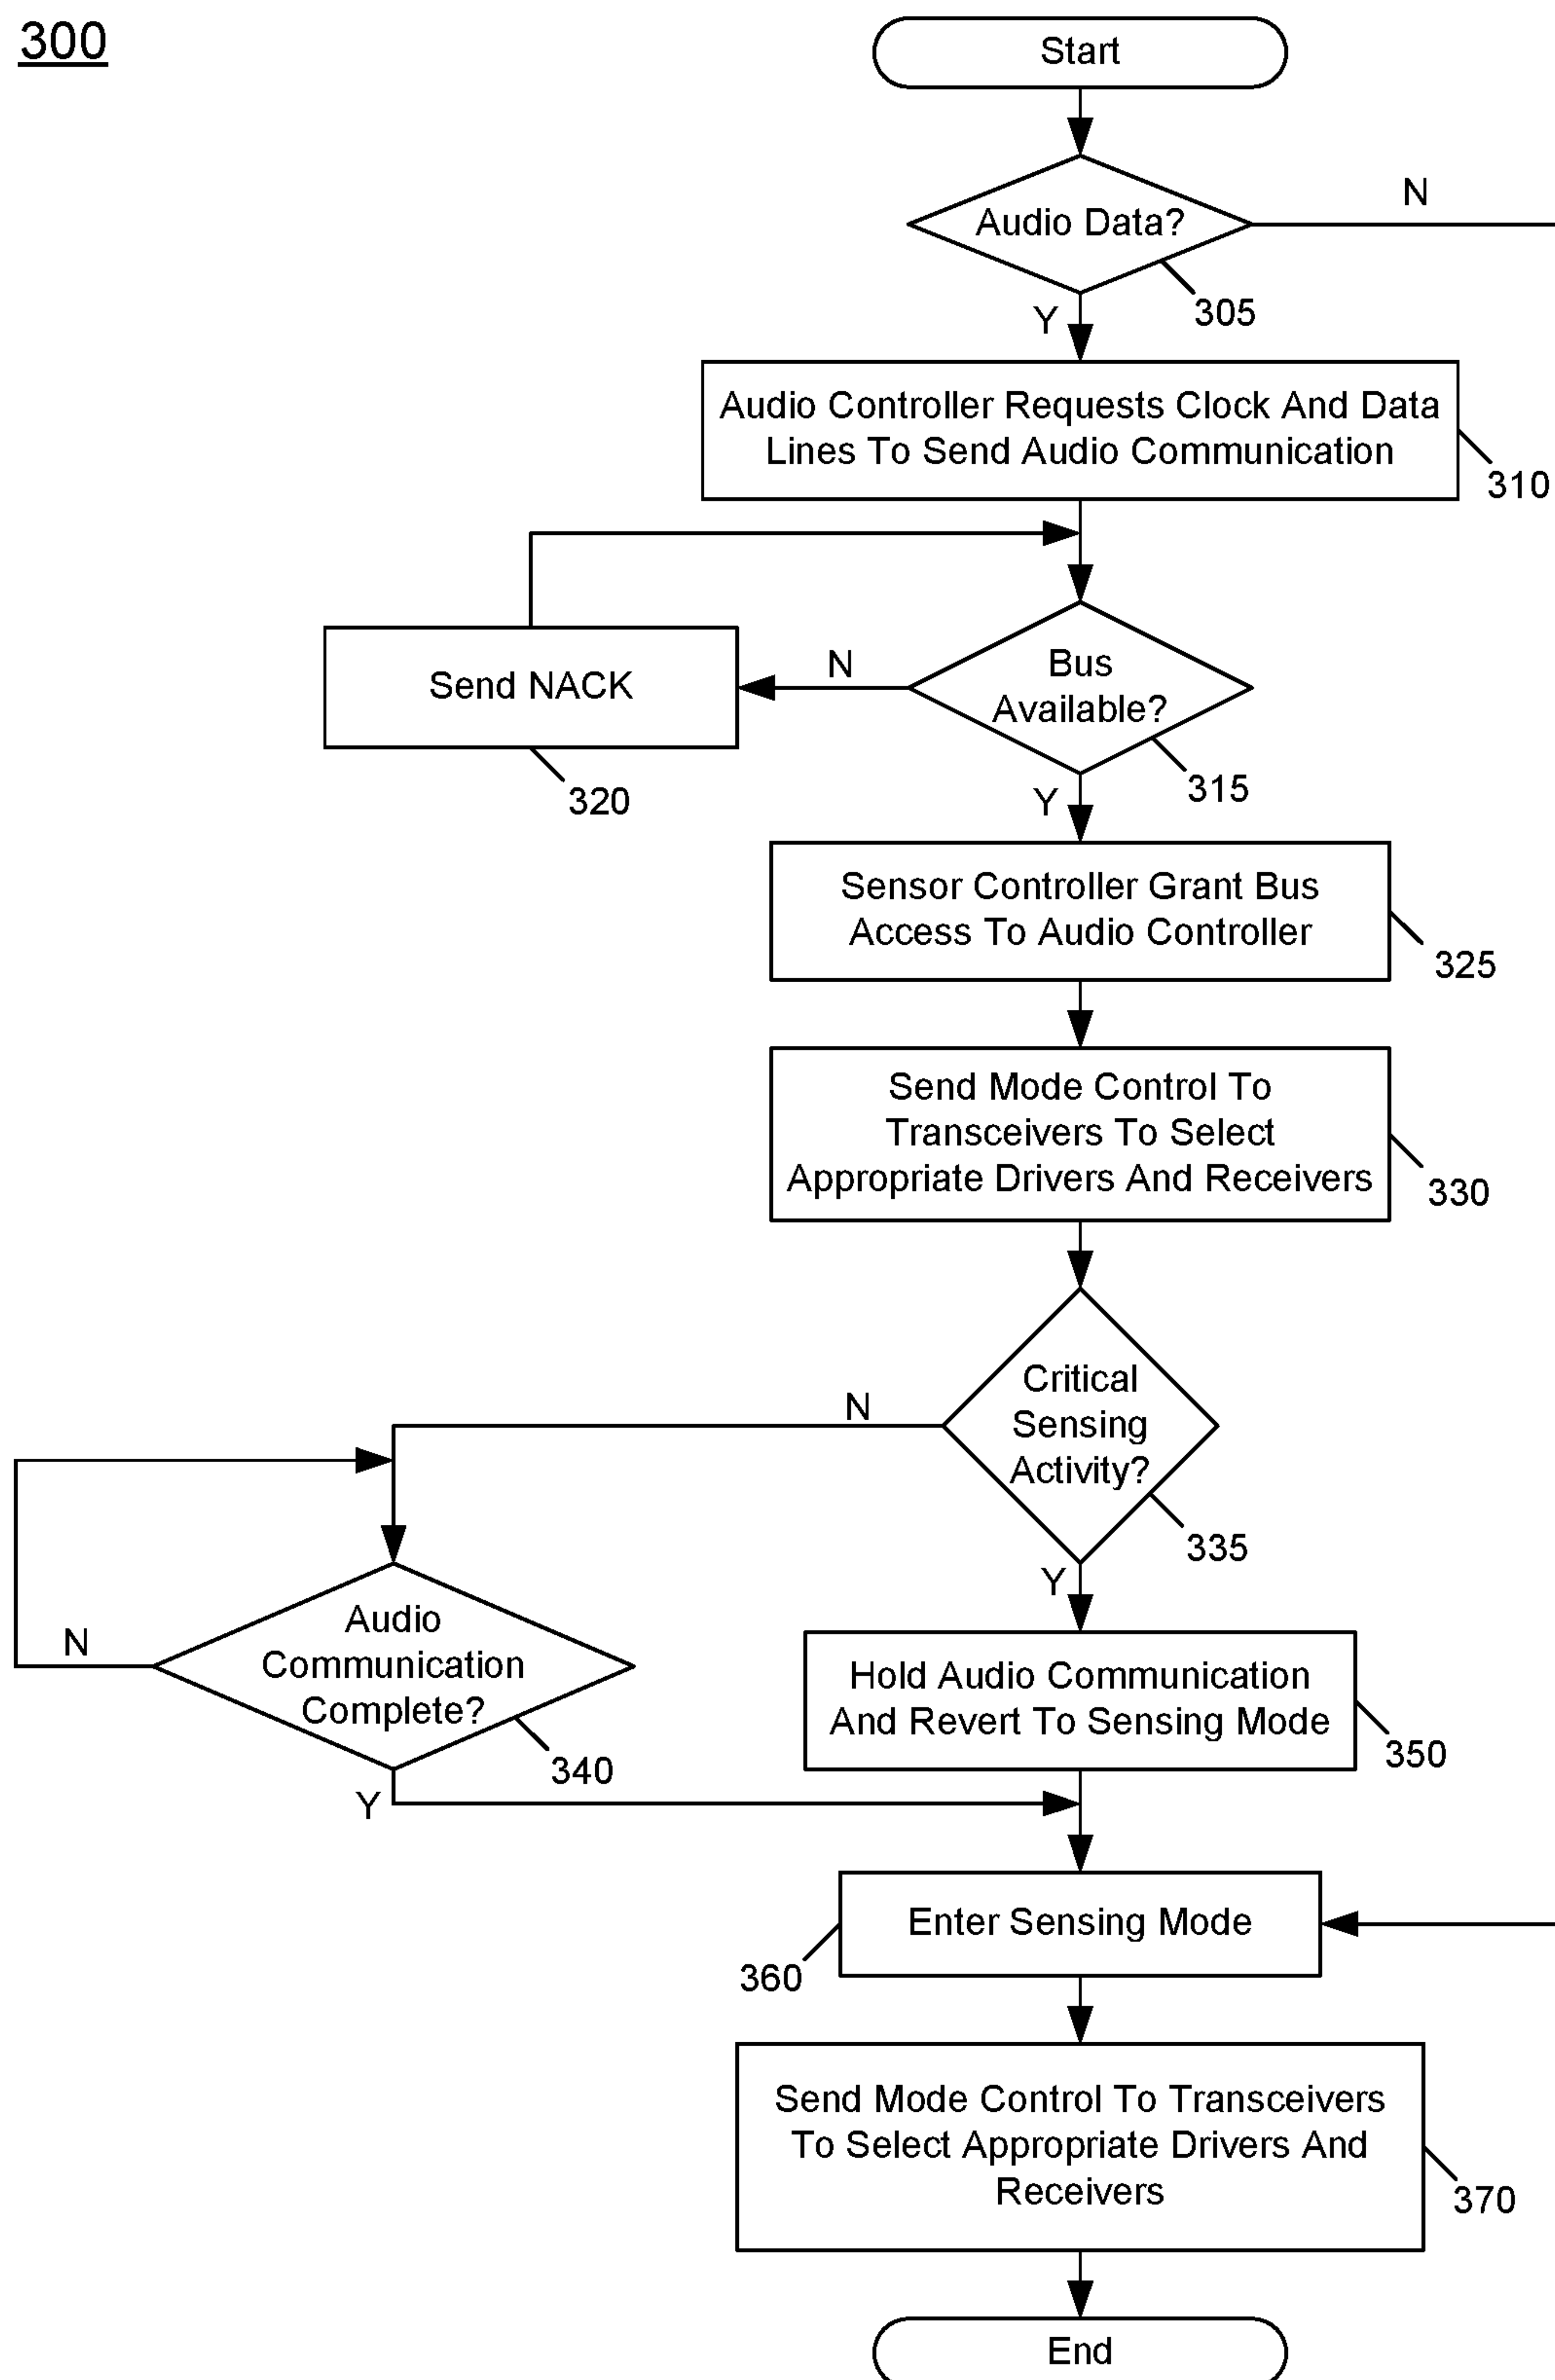 300
Start
Audio Data?
N
305
Y
Audio Controller Requests Clock And Data
Lines To Send Audio Communication
310
Send NACK
320
N
Bus
Available?
315
Y
Sensor Controller Grant Bus
Access To Audio Controller
325
Send Mode Control To
Transceivers To Select
Appropriate Drivers And Receivers
330
Critical
Sensing
Activity?
N
335
Y
Audio
Communication
Complete?
N
340
Y
Hold Audio Communication
And Revert To Sensing Mode
350
Enter Sensing Mode
360
Send Mode Control To Transceivers
To Select Appropriate Drivers And
Receivers
370
End